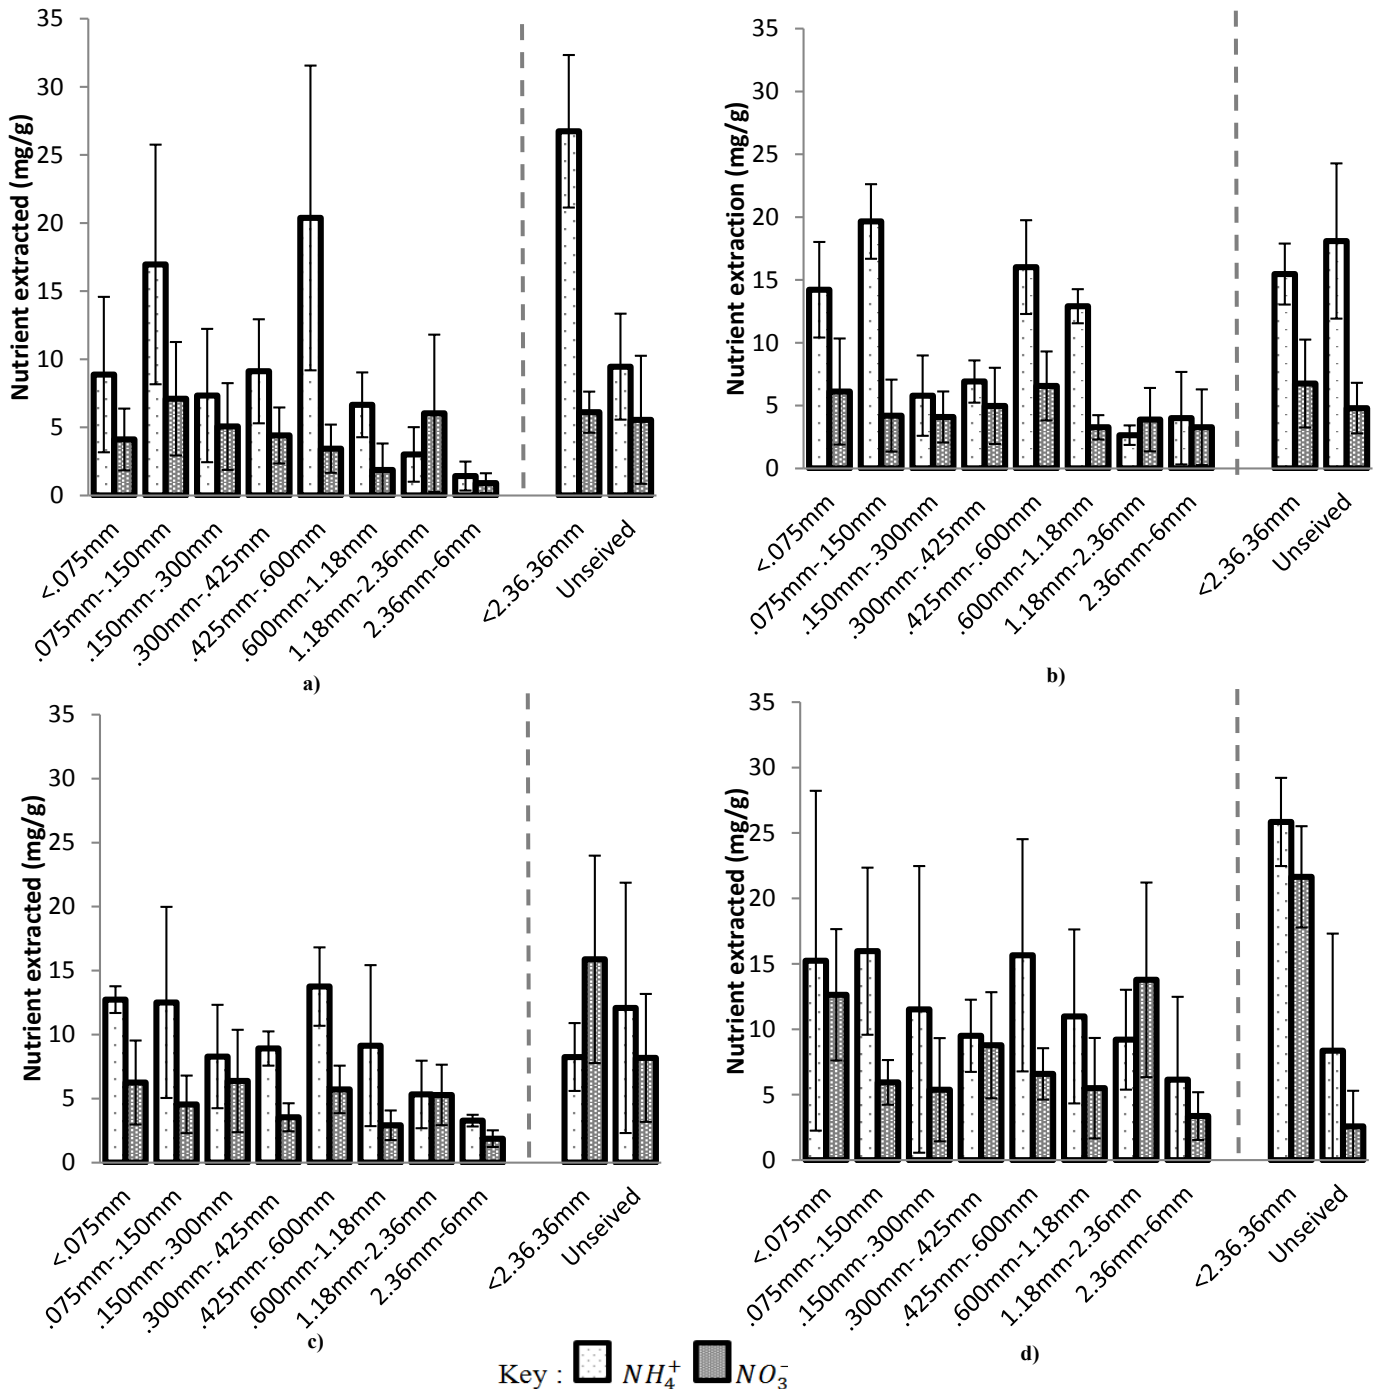 35
30
25
20
15
10
5
0
Nutrient extracted (mg/g)
<.075mm
.075mm-.150mm
.150mm-.300mm
.300mm-.425mm
.425mm-.600mm
.600mm-1.18mm
1.18mm-2.36mm
2.36mm-6mm
<2.36.36mm
Unseived
a)
35
30
25
20
15
10
5
0
Nutrient extraction (mg/g)
<.075mm
.075mm-.150mm
.150mm-.300mm
.300mm-.425mm
.425mm-.600mm
.600mm-1.18mm
1.18mm-2.36mm
2.36mm-6mm
<2.36.36mm
Unseived
b)
35
30
25
20
15
10
5
0
Nutrient extracted (mg/g)
<.075mm
.075mm-.150mm
.150mm-.300mm
.300mm-.425mm
.425mm-.600mm
.600mm-1.18mm
1.18mm-2.36mm
2.36mm-6mm
<2.36.36mm
Unseived
c)
35
30
25
20
15
10
5
0
Nutrient extracted (mg/g)
<.075mm
.075mm-.150mm
.150mm-.300mm
.300mm-.425mm
.425mm-.600mm
.600mm-1.18mm
1.18mm-2.36mm
2.36mm-6mm
<2.36.36mm
Unseived
d)
Key : NH₄⁺ NO₃⁻